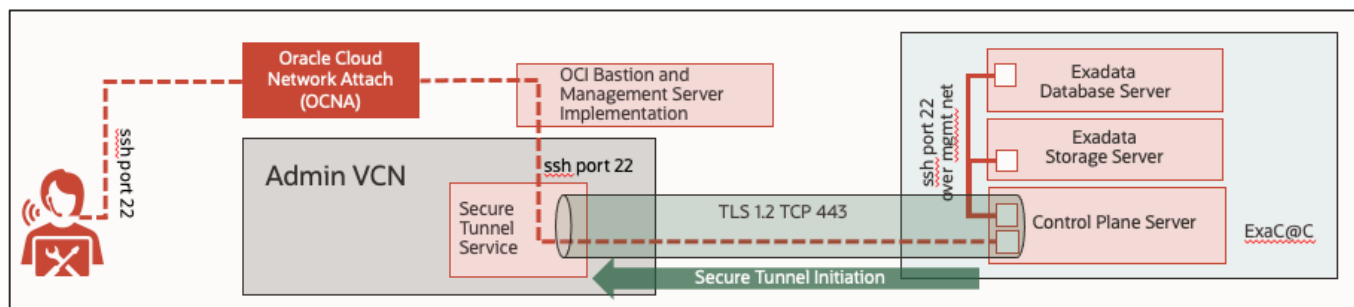 Oracle Cloud
Network Attach
(OCNA)
OCI Bastion and
Management Server
Implementation
ssh port 22
Admin VCN
ssh port 22
Secure
Tunnel
Service
TLS 1.2 TCP 443
Secure Tunnel Initiation
ssh port 22
over mgmt net
Exadata
Database Server
Exadata
Storage Server
Control Plane Server
ExaC@C